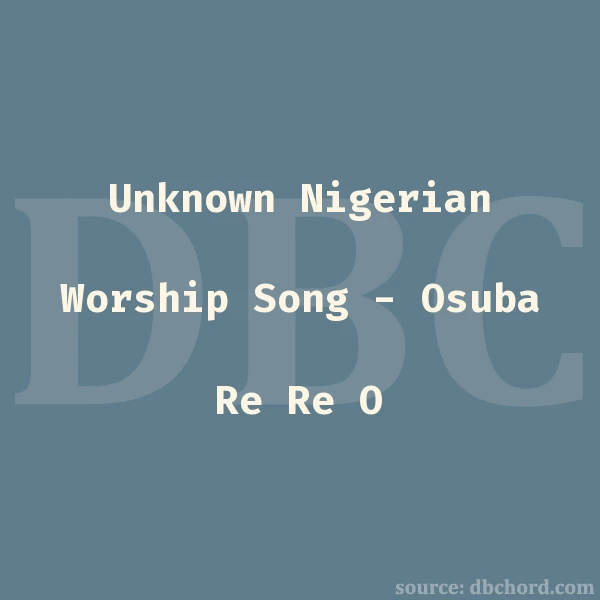 DBC
Unknown Nigerian
Worship Song - Osuba
Re Re O
source: dbchord.com